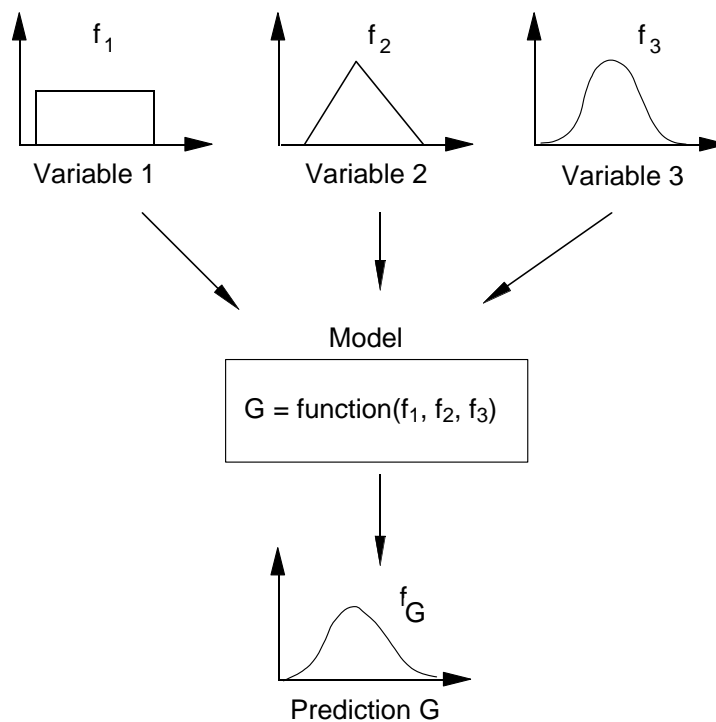 f1
f2
f3
Variable 1
Variable 2
Variable 3
Model
G = function(f1, f2, f3)
fG
Prediction G